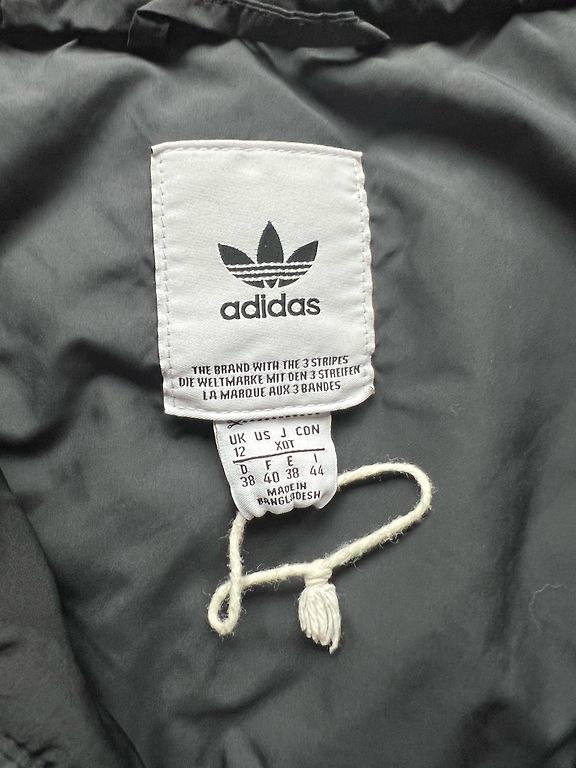 adidas
THE BRAND WITH THE 3 STRIPES
DIE WELTMARKE MIT DEN 3 STREIFEN
LA MARQUE AUX 3 BANDES
UK US J CON
12 XOT
D F E I
38 40 38 44
MADE IN
BANGLADESH